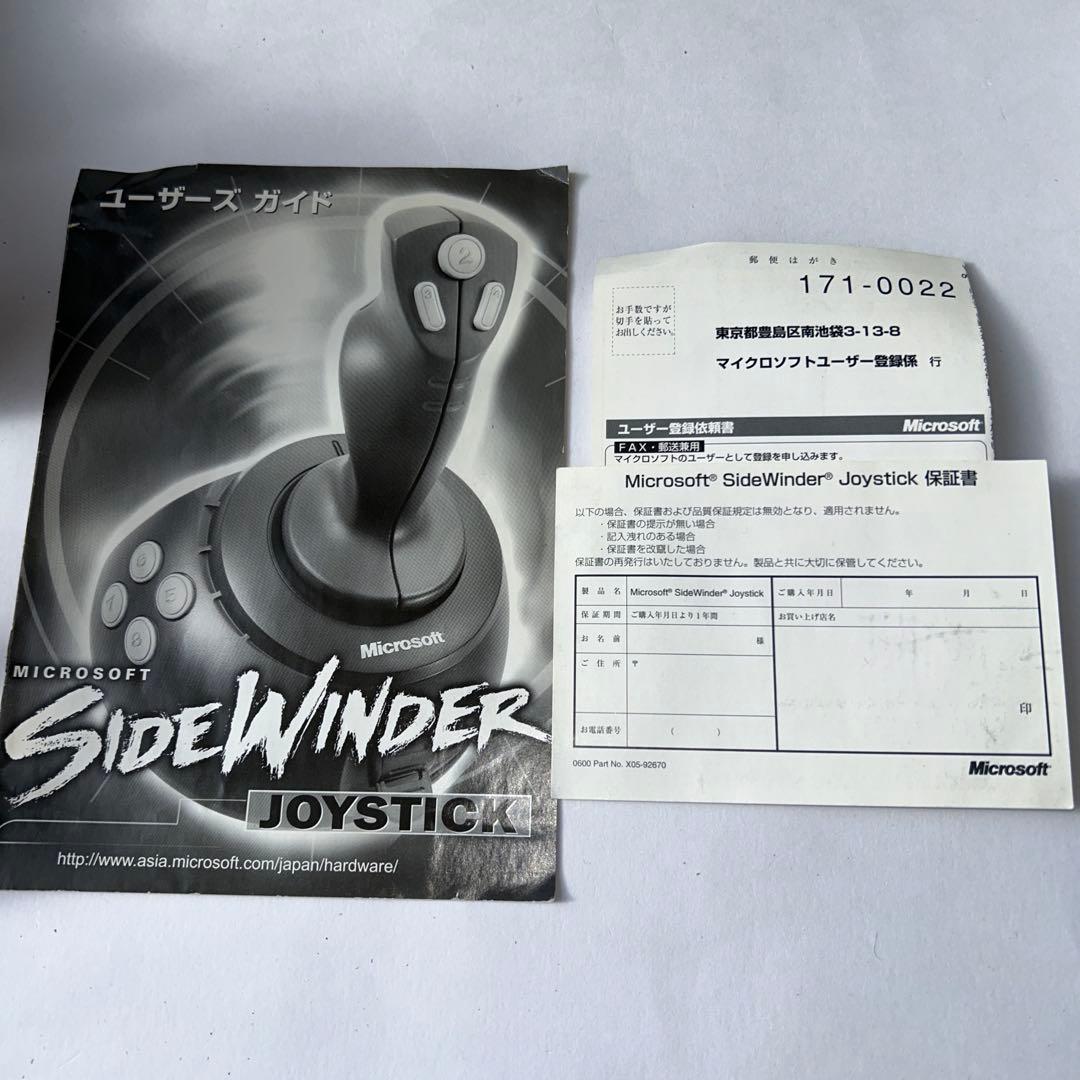 ユーザーズ ガイド
2
3
4
6
7
5
8
Microsoft
MICROSOFT
SIDEWINDER
JOYSTICK
http://www.asia.microsoft.com/japan/hardware/
郵便はがき
171-0022
お手数ですが
切手を貼って
お出しください。
東京都豊島区南池袋3-13-8
マイクロソフトユーザー登録係 行
ユーザー登録依頼書 Microsoft
FAX・郵送兼用
マイクロソフトのユーザーとして登録を申し込みます。
Microsoft® SideWinder® Joystick 保証書
以下の場合、保証書および品質保証規定は無効となり、適用されません。
・保証書の提示が無い場合
・記入洩れのある場合
・保証書を改竄した場合
保証書の再発行はいたしておりません。製品と共に大切に保管してください。
製品名 Microsoft® SideWinder® Joystick ご購入年月日 年 月 日
保証期間 ご購入年月日より1年間 お買い上げ店名
お名前 様
ご住所 〒
印
お電話番号 ( )
0600 Part No. X05-92670
Microsoft